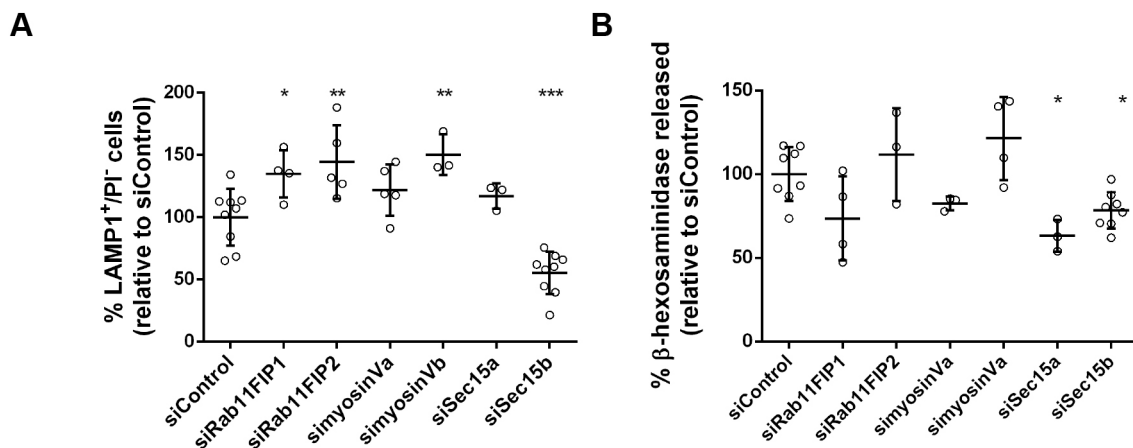 A
B
% LAMP1⁺/PI⁻ cells
(relative to siControl)
200
150
100
50
0
* ** ** ***
siControl
siRab11FIP1
siRab11FIP2
simyosinVa
simyosinVb
siSec15a
siSec15b
% β-hexosaminidase released
(relative to siControl)
150
100
50
0
* *
siControl
siRab11FIP1
siRab11FIP2
simyosinVa
simyosinVa
siSec15a
siSec15b